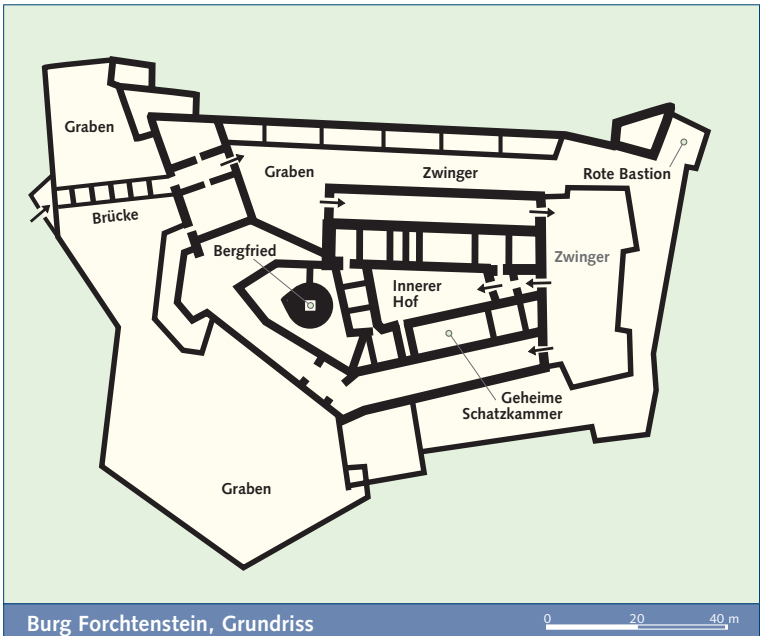 Graben
Graben
Zwinger
Rote Bastion
Brücke
Bergfried
Zwinger
Innerer
Hof
Geheime
Schatzkammer
Graben
Burg Forchtenstein, Grundriss
0 20 40 m